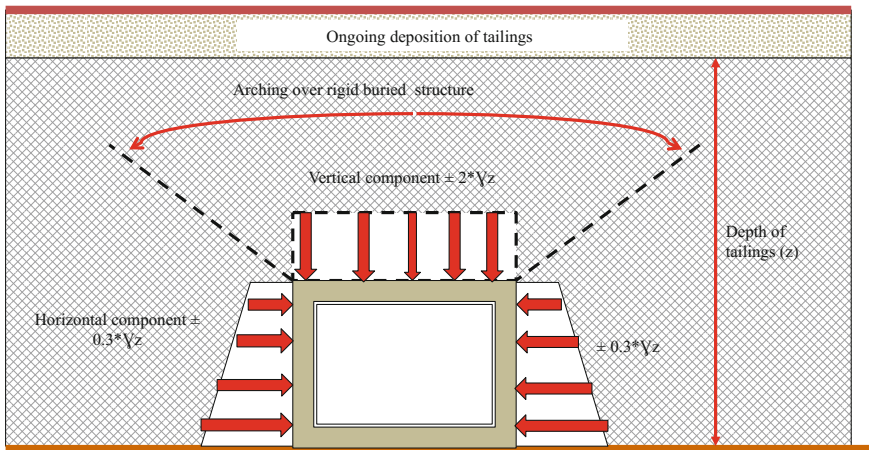 Ongoing deposition of tailings
Arching over rigid buried structure
Vertical component ± 2*Ɣz
Depth of
tailings (z)
Horizontal component ±
0.3*Ɣz
± 0.3*Ɣz